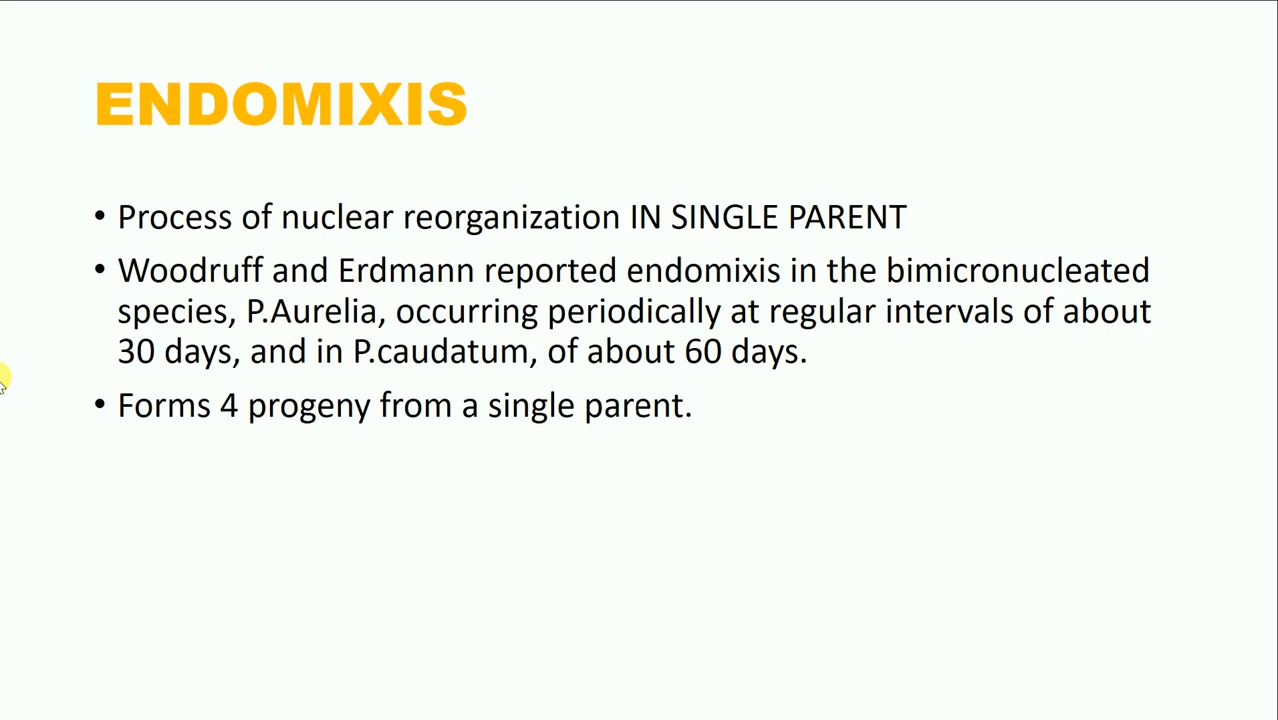 ENDOMIXIS
• Process of nuclear reorganization IN SINGLE PARENT
• Woodruff and Erdmann reported endomixis in the bimicronucleated
species, P.Aurelia, occurring periodically at regular intervals of about
30 days, and in P.caudatum, of about 60 days.
• Forms 4 progeny from a single parent.